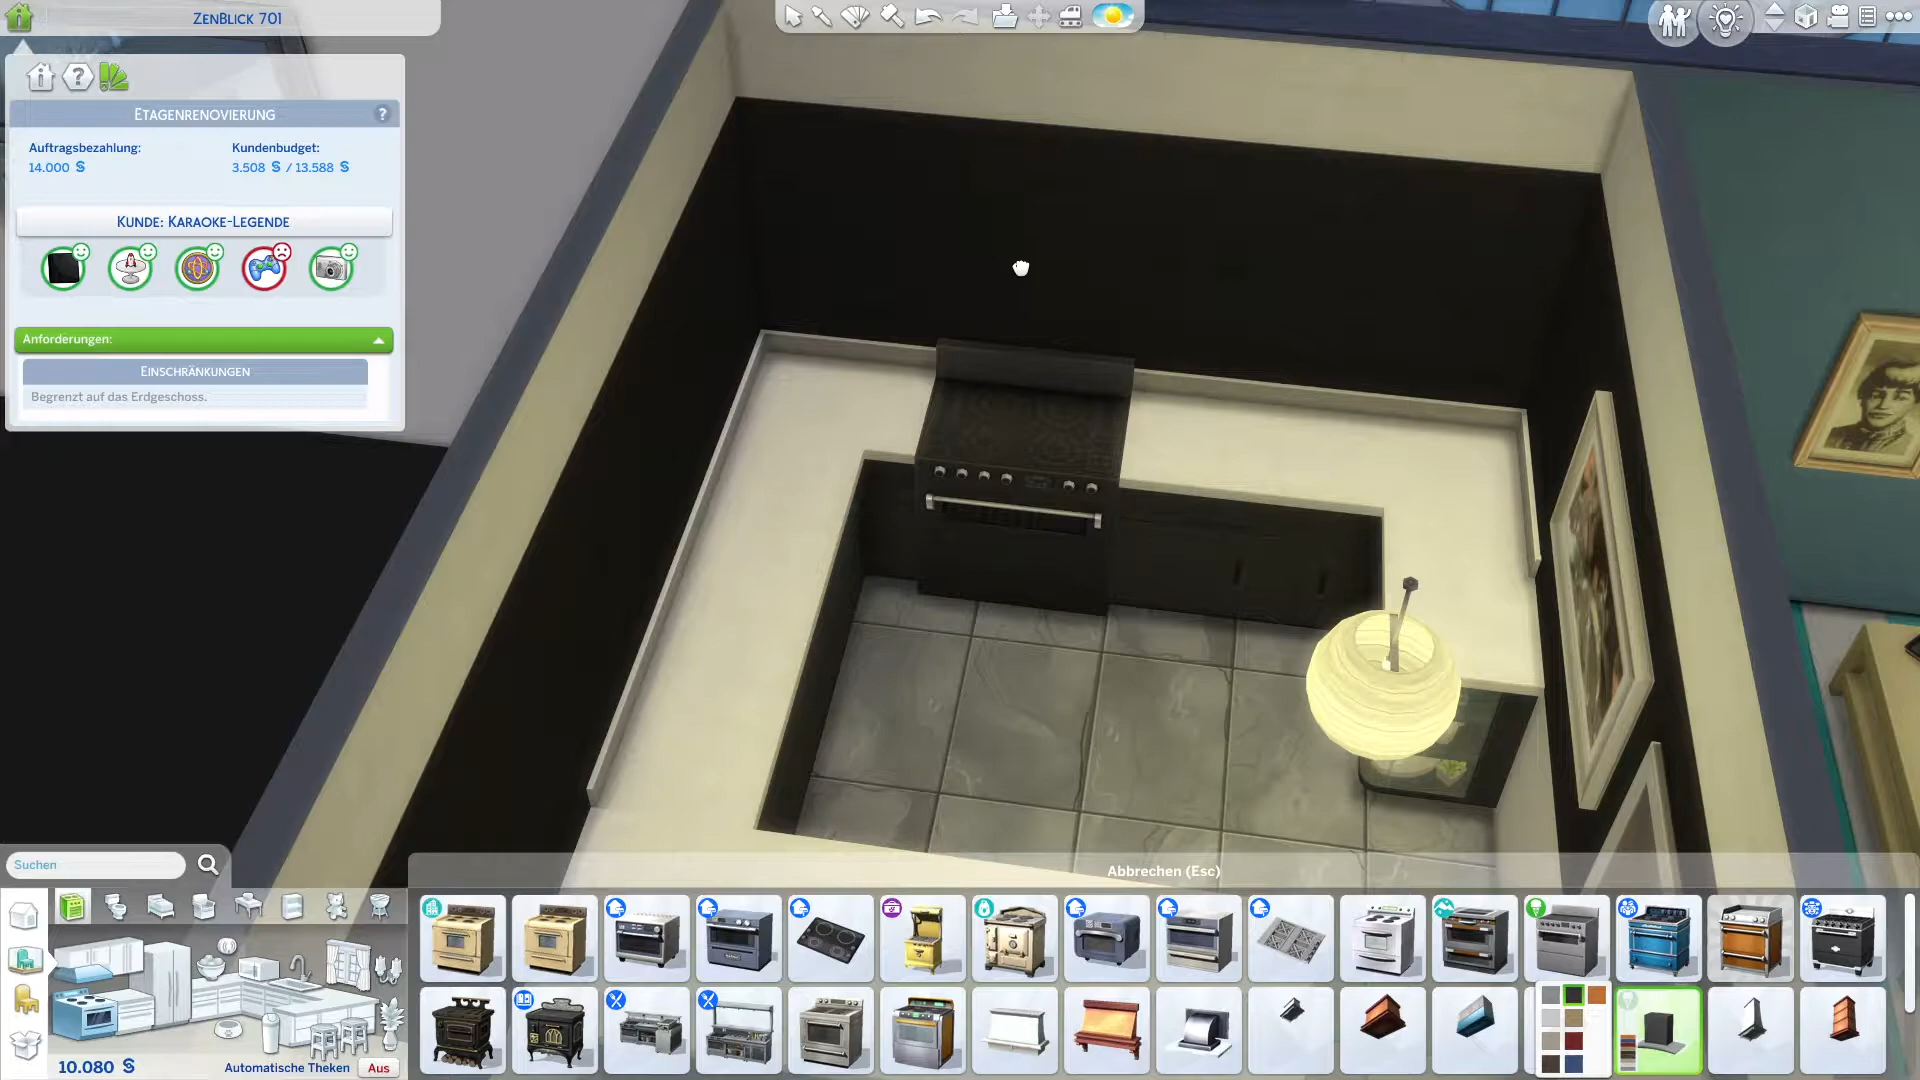 ZenBlick 701
Etagenrenovierung
?
Auftragsbezahlung:
14.000 §
Kundenbudget:
3.508 § / 13.588 §
Kunde: Karaoke-Legende
Anforderungen:
Einschränkungen
Begrenzt auf das Erdgeschoss.
Suchen
Abbrechen (Esc)
10.080 §
Automatische Theken
Aus